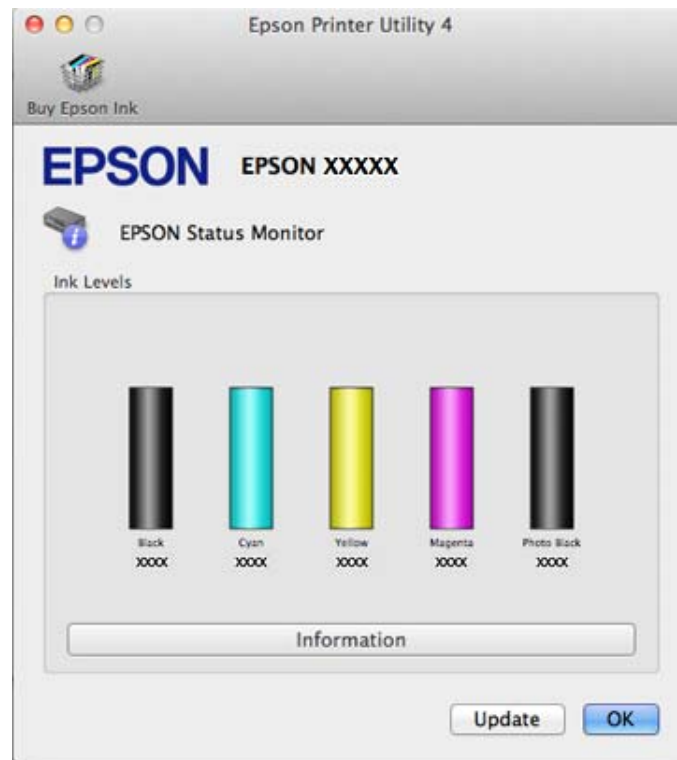 Epson Printer Utility 4
Buy Epson Ink
EPSON EPSON XXXXX
EPSON Status Monitor
Ink Levels
Black Cyan Yellow Magenta Photo Black
XXXX XXXX XXXX XXXX XXXX
Information
Update OK